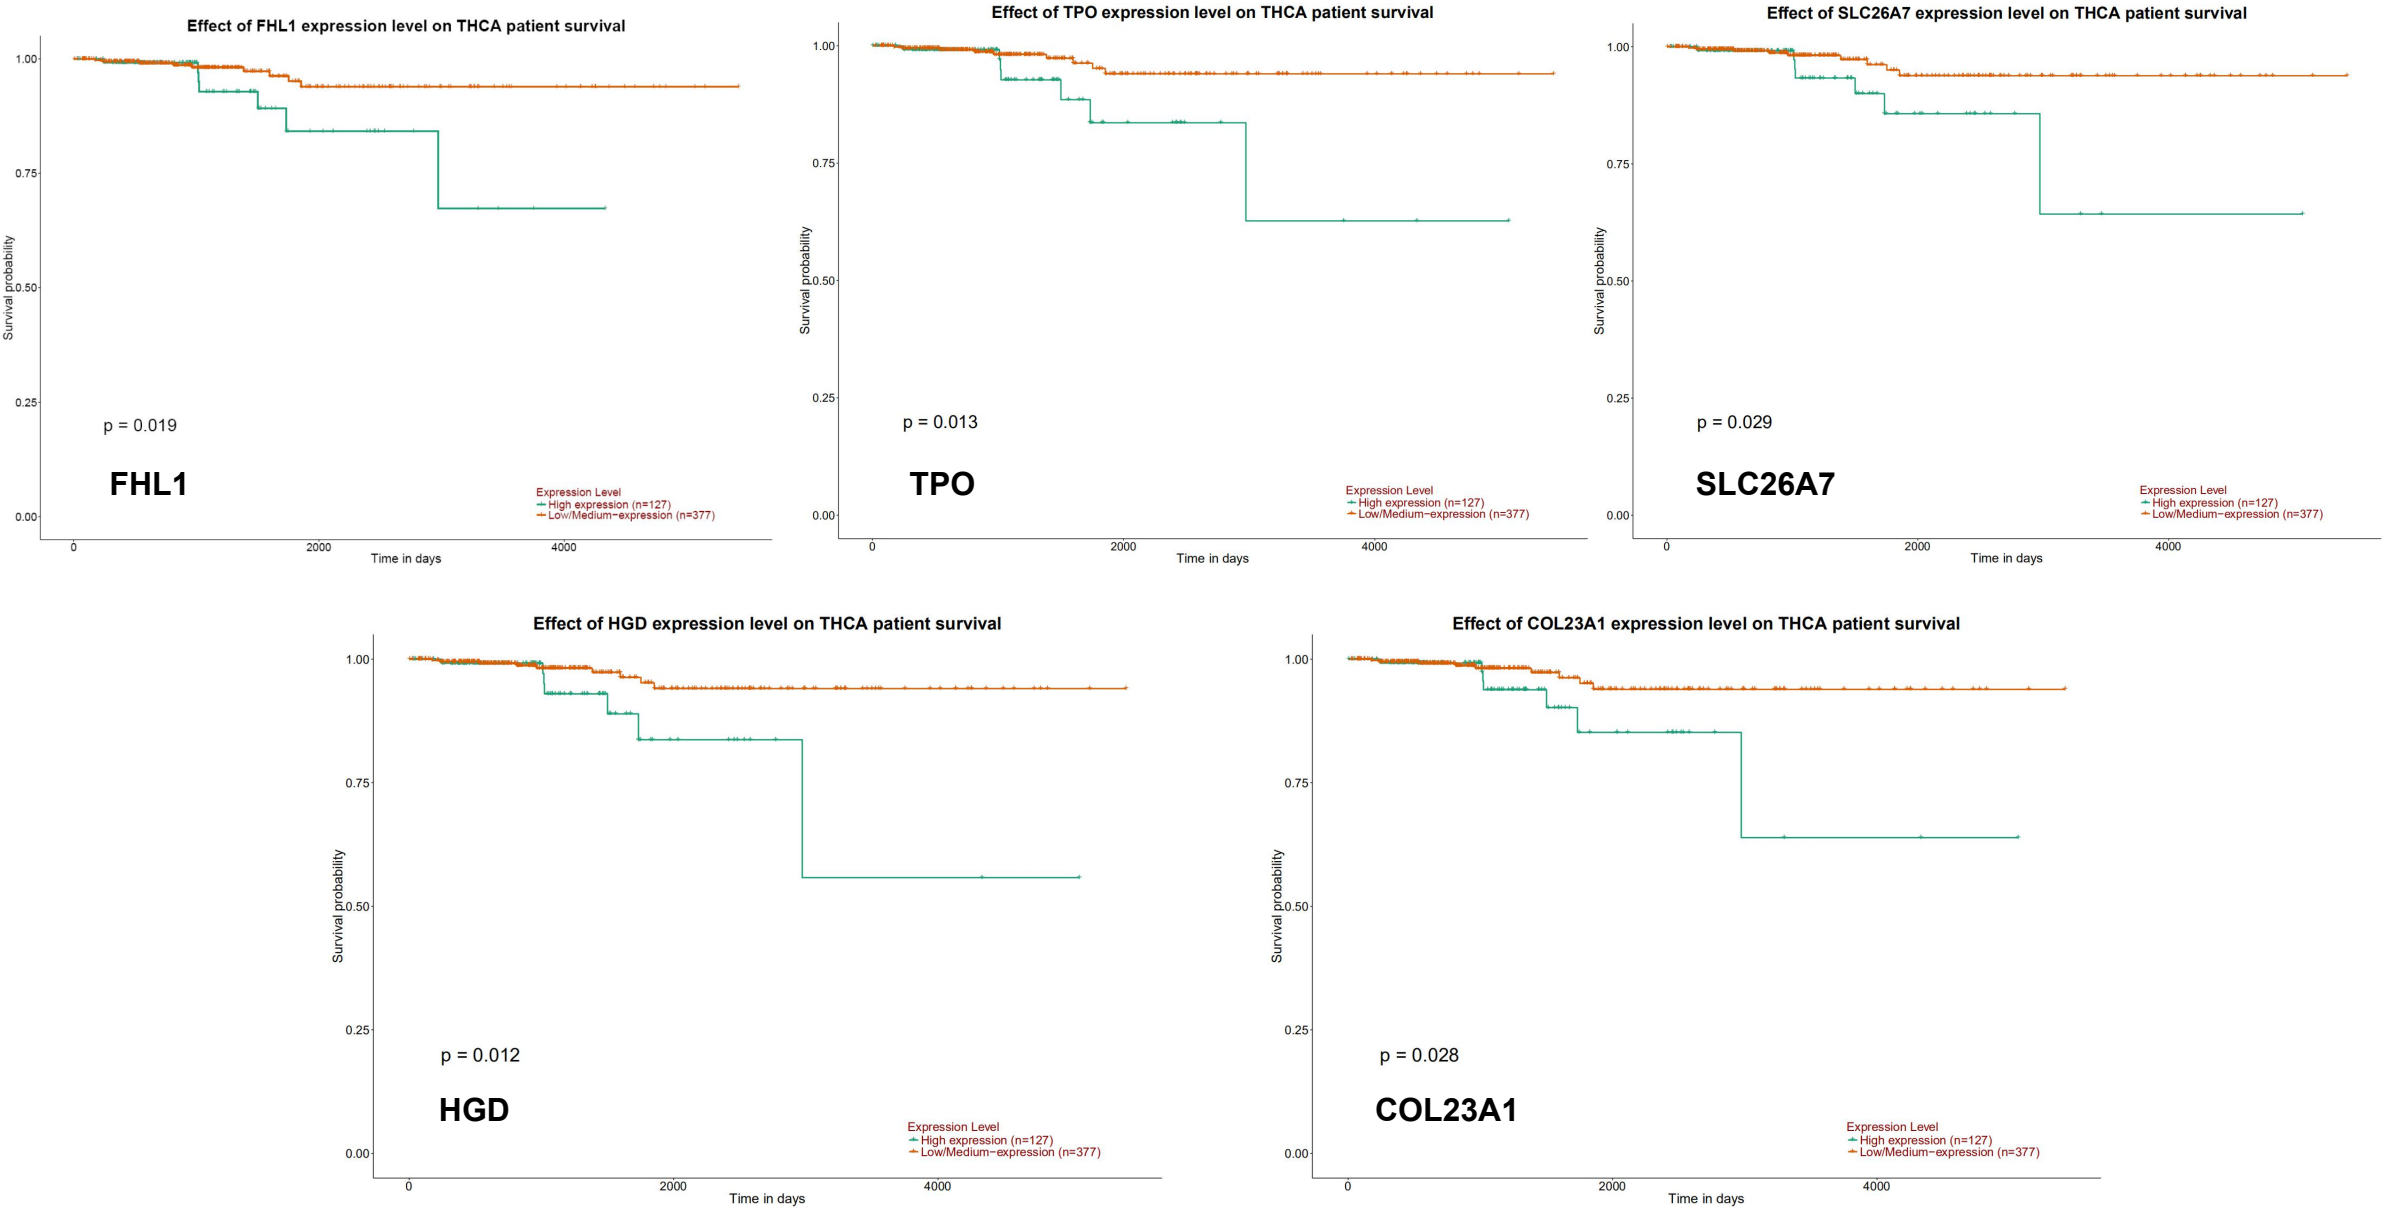 Effect of FHL1 expression level on THCA patient survival
1.00
0.75
0.50
0.25
0.00
Survival probability
p = 0.019
FHL1
Expression Level
High expression (n=127)
Low/Medium−expression (n=377)
0 2000 4000
Time in days
Effect of TPO expression level on THCA patient survival
1.00
0.75
0.50
0.25
0.00
Survival probability
p = 0.013
TPO
Expression Level
High expression (n=127)
Low/Medium−expression (n=377)
0 2000 4000
Time in days
Effect of SLC26A7 expression level on THCA patient survival
1.00
0.75
0.50
0.25
0.00
Survival probability
p = 0.029
SLC26A7
Expression Level
High expression (n=127)
Low/Medium−expression (n=377)
0 2000 4000
Time in days
Effect of HGD expression level on THCA patient survival
1.00
0.75
0.50
0.25
0.00
Survival probability
p = 0.012
HGD
Expression Level
High expression (n=127)
Low/Medium−expression (n=377)
0 2000 4000
Time in days
Effect of COL23A1 expression level on THCA patient survival
1.00
0.75
0.50
0.25
0.00
Survival probability
p = 0.028
COL23A1
Expression Level
High expression (n=127)
Low/Medium−expression (n=377)
0 2000 4000
Time in days